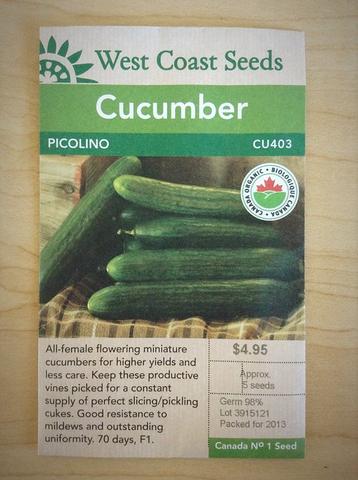 West Coast Seeds
Cucumber
PICOLINO CU403
CANADA ORGANIC • BIOLOGIQUE CANADA •
All-female flowering miniature
cucumbers for higher yields and
less care. Keep these productive
vines picked for a constant
supply of perfect slicing/pickling
cukes. Good resistance to
mildews and outstanding
uniformity. 70 days, F1.
$4.95
Approx.
5 seeds
Germ 98%
Lot 3915121
Packed for 2013
Canada Nº 1 Seed